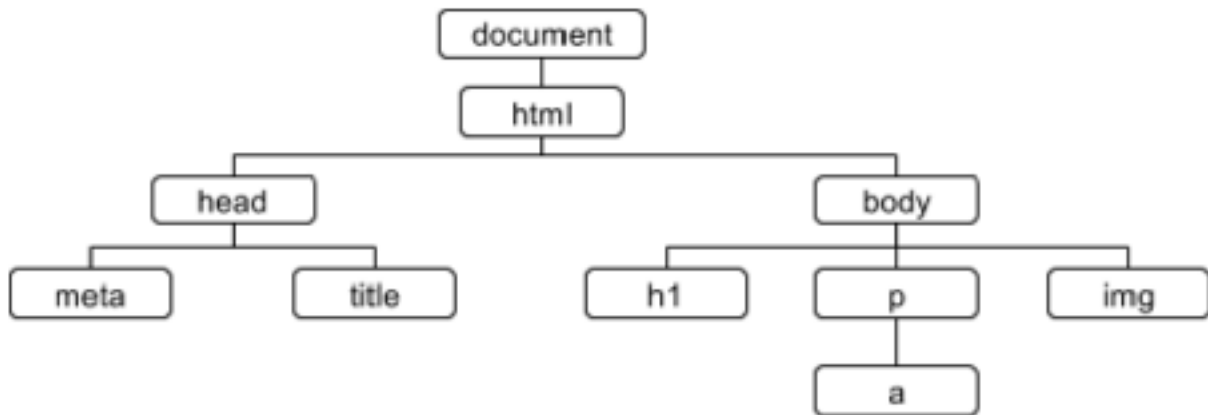 document
html
head body
meta title h1 p img
a